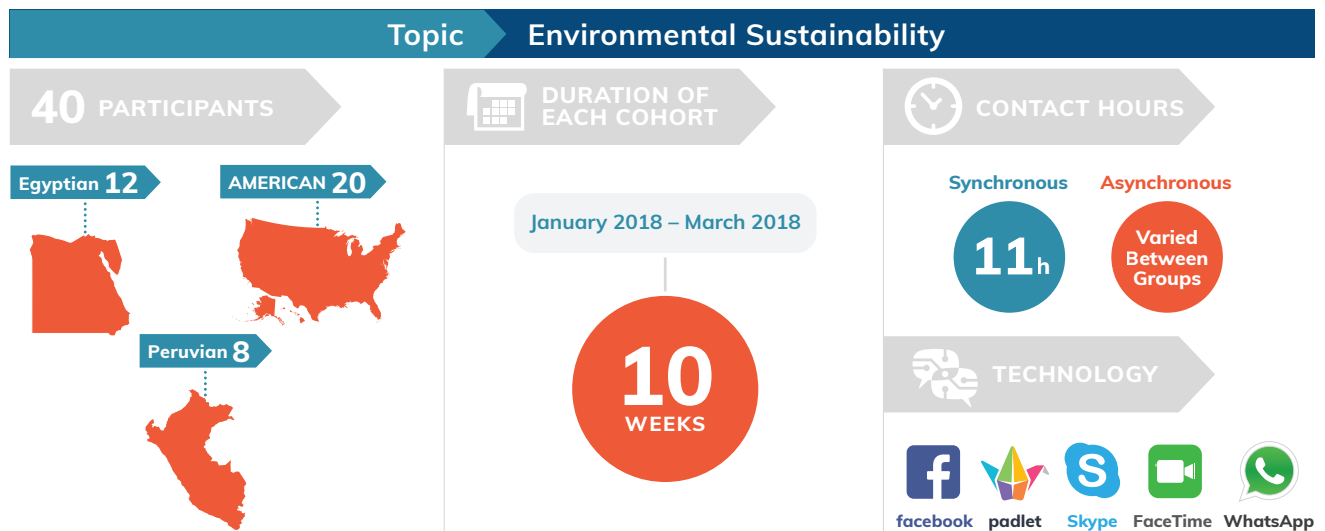 Topic Environmental Sustainability
40 PARTICIPANTS
Egyptian 12
AMERICAN 20
Peruvian 8
DURATION OF
EACH COHORT
January 2018 – March 2018
10
WEEKS
CONTACT HOURS
Synchronous
11h
Asynchronous
Varied
Between
Groups
TECHNOLOGY
facebook padlet Skype FaceTime WhatsApp